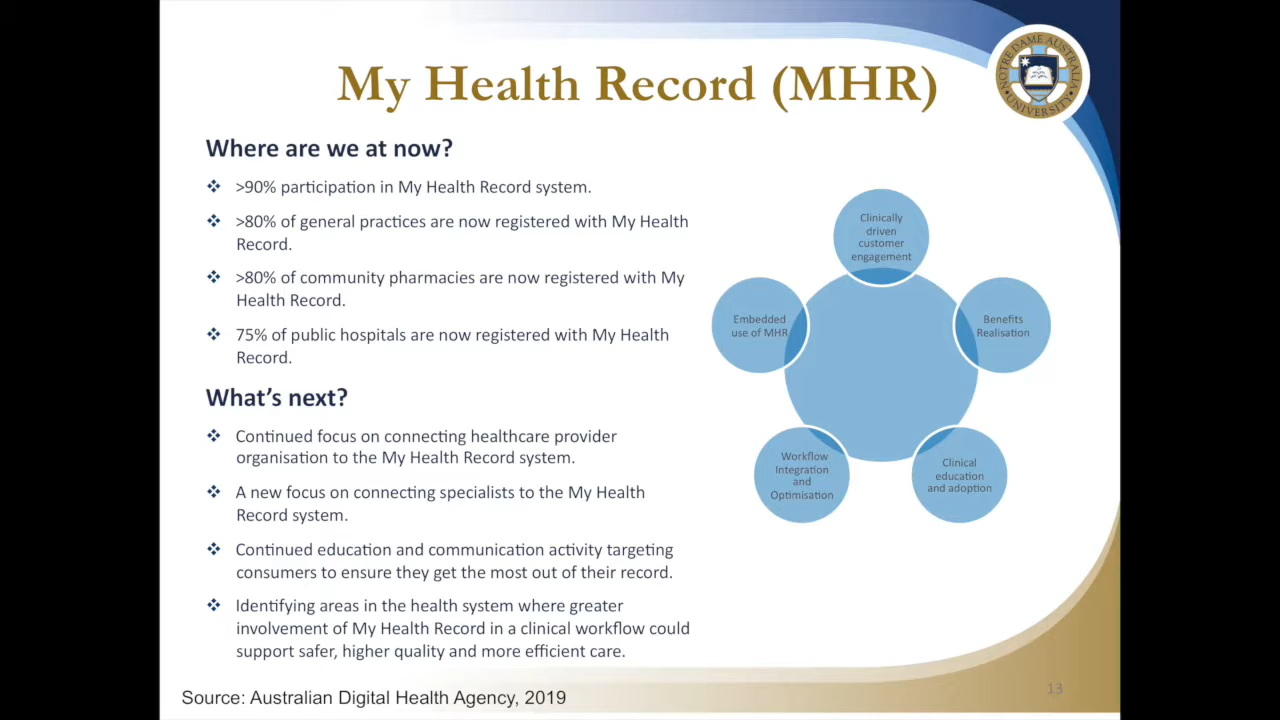 My Health Record (MHR)
NOTRE DAME AUSTRALIA
UNIVERSITY
Where are we at now?
❖ >90% participation in My Health Record system.
❖ >80% of general practices are now registered with My Health
Record.
❖ >80% of community pharmacies are now registered with My
Health Record.
❖ 75% of public hospitals are now registered with My Health
Record.
What's next?
❖ Continued focus on connecting healthcare provider
organisation to the My Health Record system.
❖ A new focus on connecting specialists to the My Health
Record system.
❖ Continued education and communication activity targeting
consumers to ensure they get the most out of their record.
❖ Identifying areas in the health system where greater
involvement of My Health Record in a clinical workflow could
support safer, higher quality and more efficient care.
Clinically
driven
customer
engagement
Benefits
Realisation
Clinical
education
and adoption
Workflow
Integration
and
Optimisation
Embedded
use of MHR
Source: Australian Digital Health Agency, 2019
13